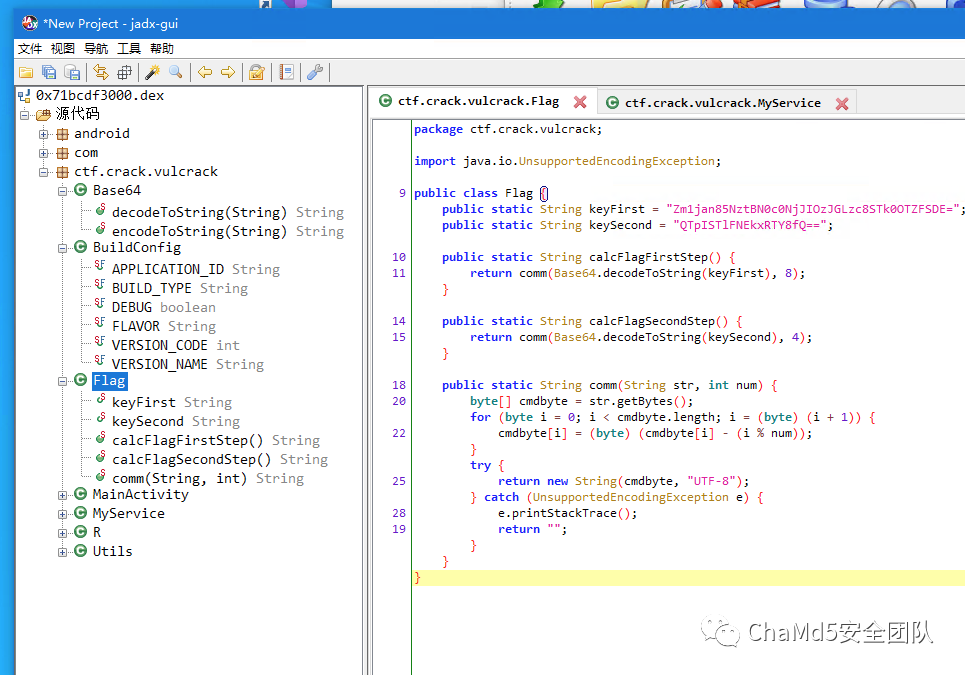 *New Project - jadx-gui
文件 视图 导航 工具 帮助
0x71bcdf3000.dex
源代码
android
com
ctf.crack.vulcrack
Base64
decodeToString(String) String
encodeToString(String) String
BuildConfig
APPLICATION_ID String
BUILD_TYPE String
DEBUG boolean
FLAVOR String
VERSION_CODE int
VERSION_NAME String
Flag
keyFirst String
keySecond String
calcFlagFirstStep() String
calcFlagSecondStep() String
comm(String, int) String
MainActivity
MyService
R
Utils
ctf.crack.vulcrack.Flag
ctf.crack.vulcrack.MyService
package ctf.crack.vulcrack;
import java.io.UnsupportedEncodingException;
9 public class Flag {
public static String keyFirst = "Zm1jan85NztBN0c0NjJIOzJGLzc8STk0OTZFSDE=";
public static String keySecond = "QTpISTlFNEkxRTY8fQ==";
10 public static String calcFlagFirstStep() {
11 return comm(Base64.decodeToString(keyFirst), 8);
}
14 public static String calcFlagSecondStep() {
15 return comm(Base64.decodeToString(keySecond), 4);
}
18 public static String comm(String str, int num) {
20 byte[] cmdbyte = str.getBytes();
for (byte i = 0; i < cmdbyte.length; i = (byte) (i + 1)) {
22 cmdbyte[i] = (byte) (cmdbyte[i] - (i % num));
}
try {
25 return new String(cmdbyte, "UTF-8");
} catch (UnsupportedEncodingException e) {
28 e.printStackTrace();
19 return "";
}
}
}
ChaMd5安全团队